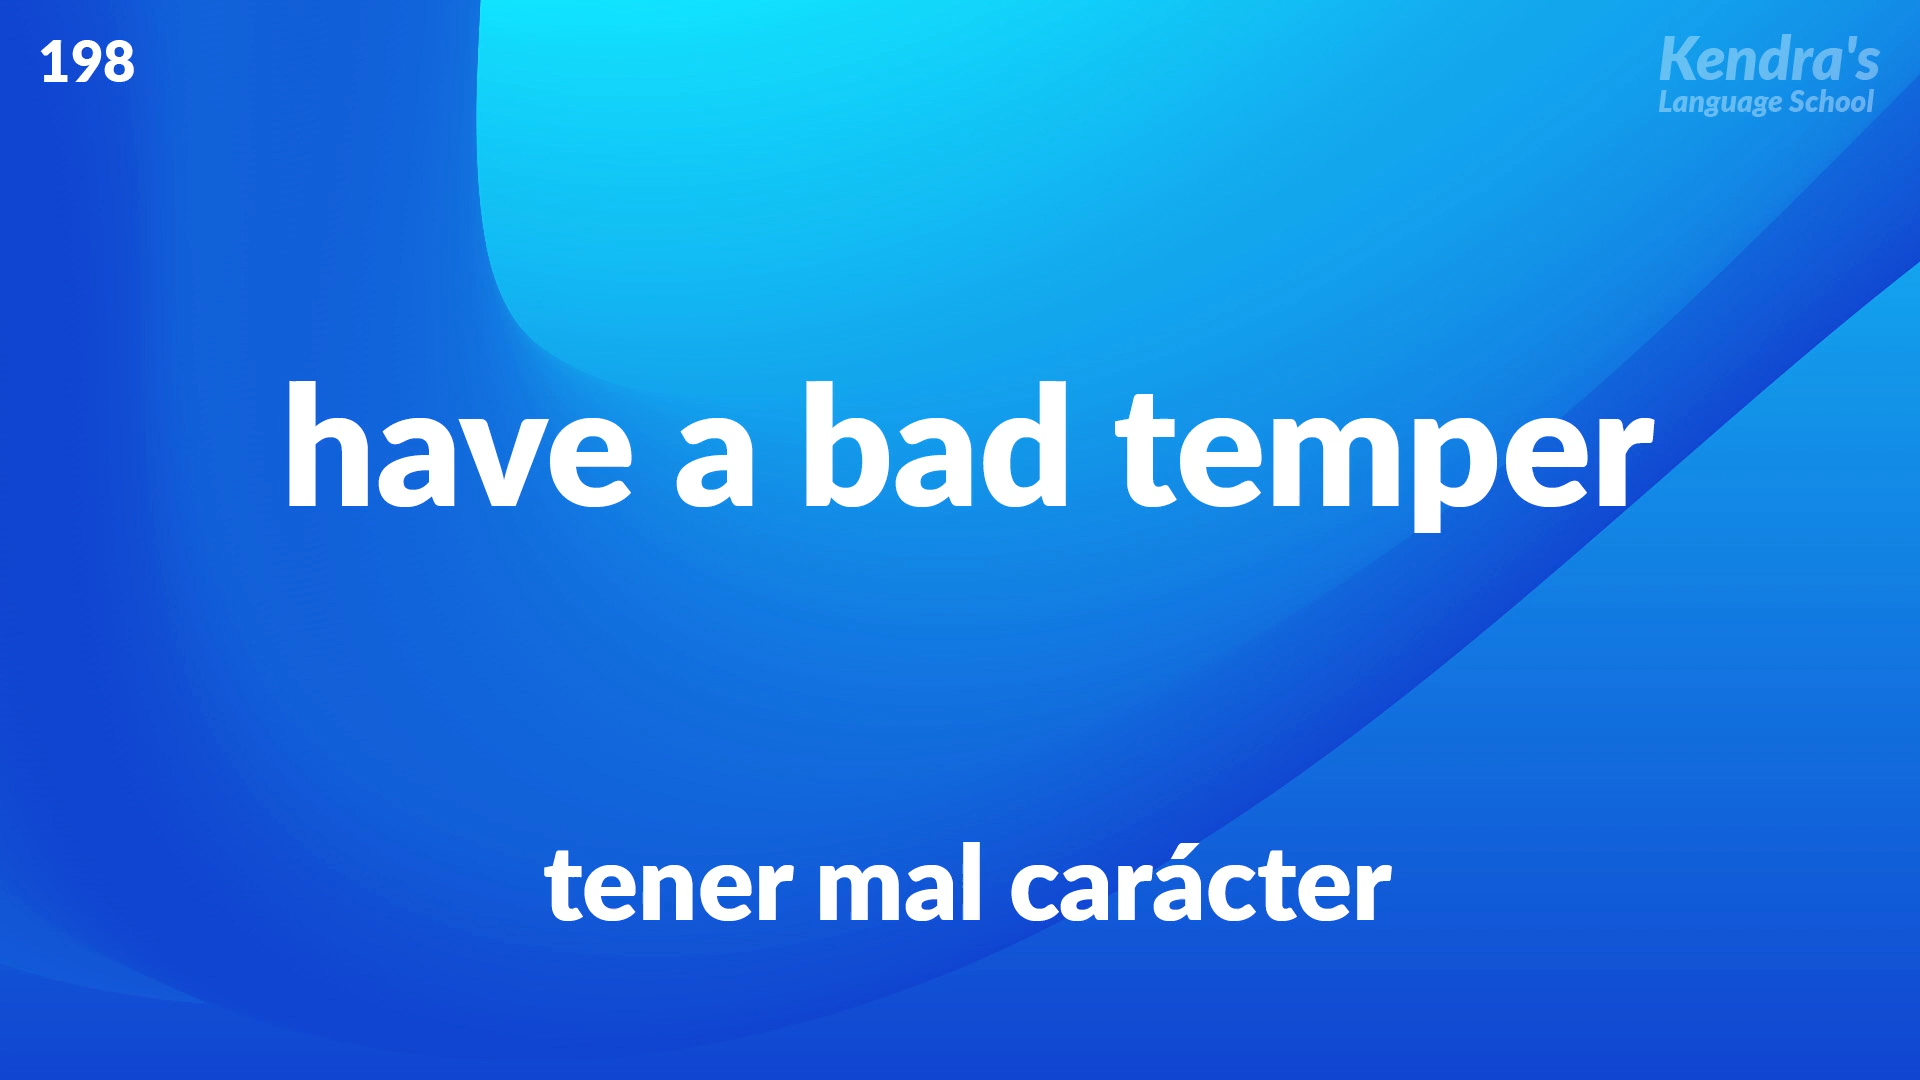 198
Kendra's
Language School
have a bad temper
tener mal carácter